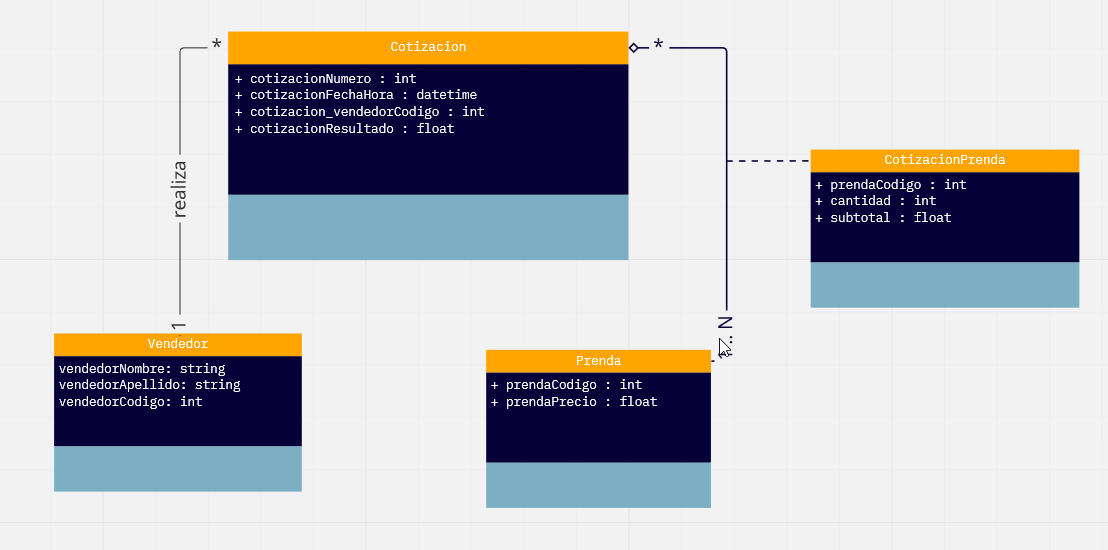 *
Cotizacion
+ cotizacionNumero : int
+ cotizacionFechaHora : datetime
+ cotizacion_vendedorCodigo : int
+ cotizacionResultado : float
*
realiza
1
CotizacionPrenda
+ prendaCodigo : int
+ cantidad : int
+ subtotal : float
Vendedor
vendedorNombre: string
vendedorApellido: string
vendedorCodigo: int
N
Prenda
+ prendaCodigo : int
+ prendaPrecio : float